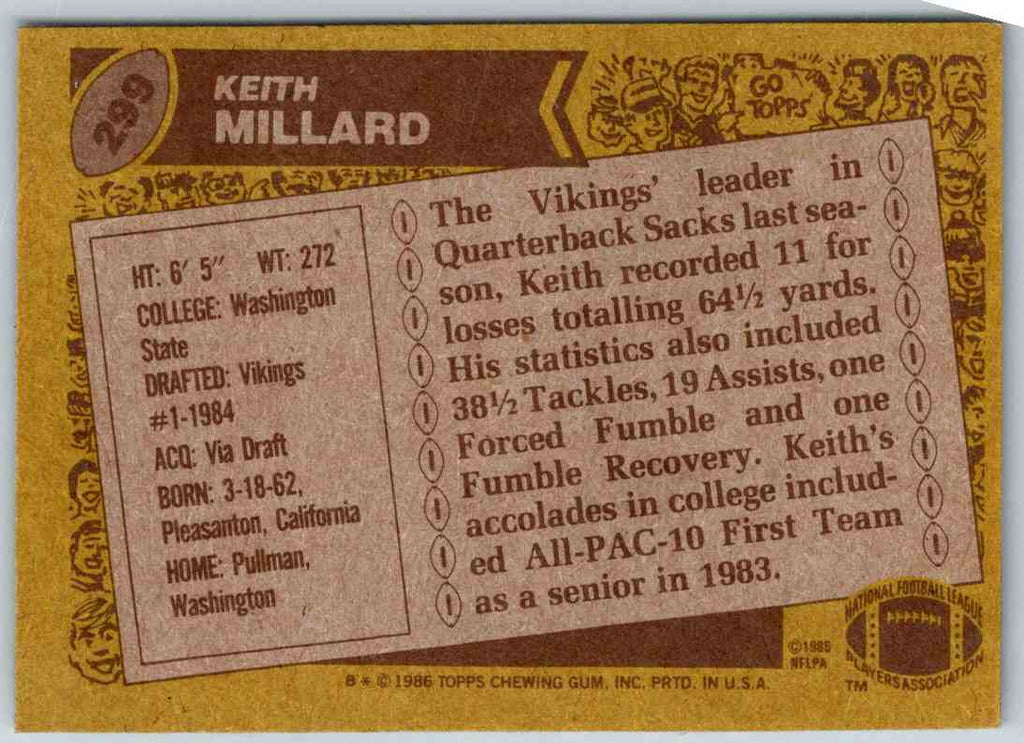 299
KEITH
MILLARD
GO
TOPPS
HT: 6' 5" WT: 272
COLLEGE: Washington
State
DRAFTED: Vikings
#1-1984
ACQ: Via Draft
BORN: 3-18-62,
Pleasanton, California
HOME: Pullman,
Washington
The Vikings' leader in
Quarterback Sacks last sea-
son, Keith recorded 11 for
losses totalling 64½ yards.
His statistics also included
38½ Tackles, 19 Assists, one
Forced Fumble and one
Fumble Recovery. Keith's
accolades in college includ-
ed All-PAC-10 First Team
as a senior in 1983.
©1985
NFLPA
NATIONAL FOOTBALL LEAGUE
PLAYERS ASSOCIATION
TM
B * © 1986 TOPPS CHEWING GUM, INC. PRTD. IN U.S.A.